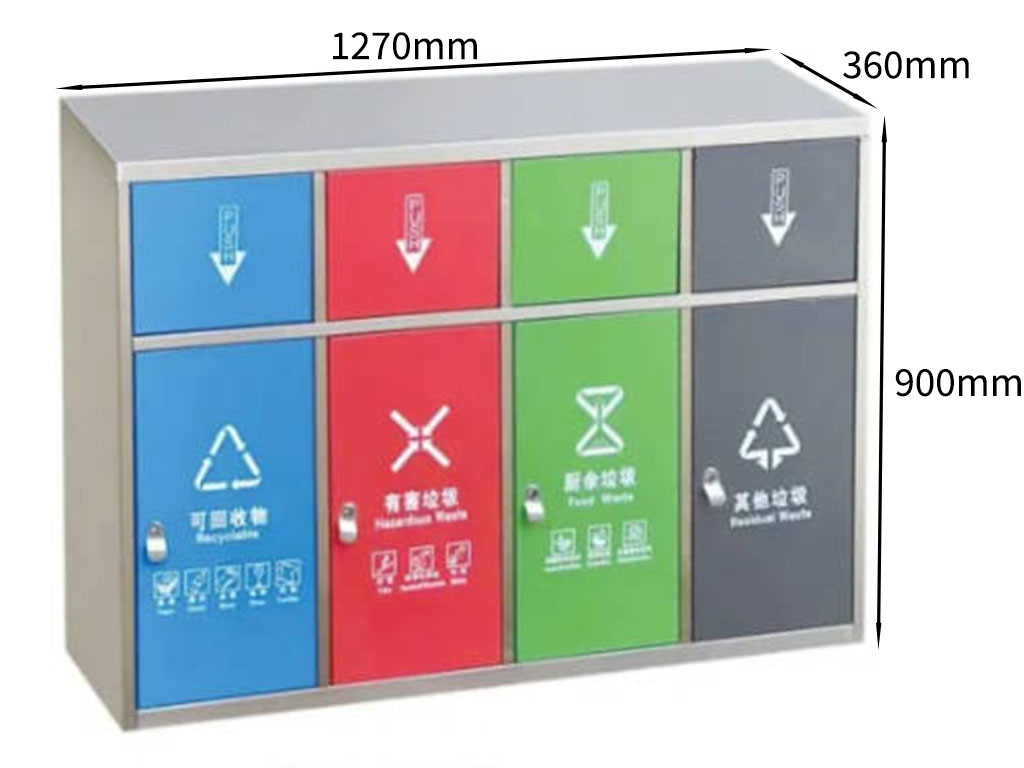 1270mm
360mm
900mm
PUSH
PUSH
PUSH
PUSH
可回收物
Recyclable
有害垃圾
Hazardous Waste
厨余垃圾
Food Waste
其他垃圾
Residual Waste